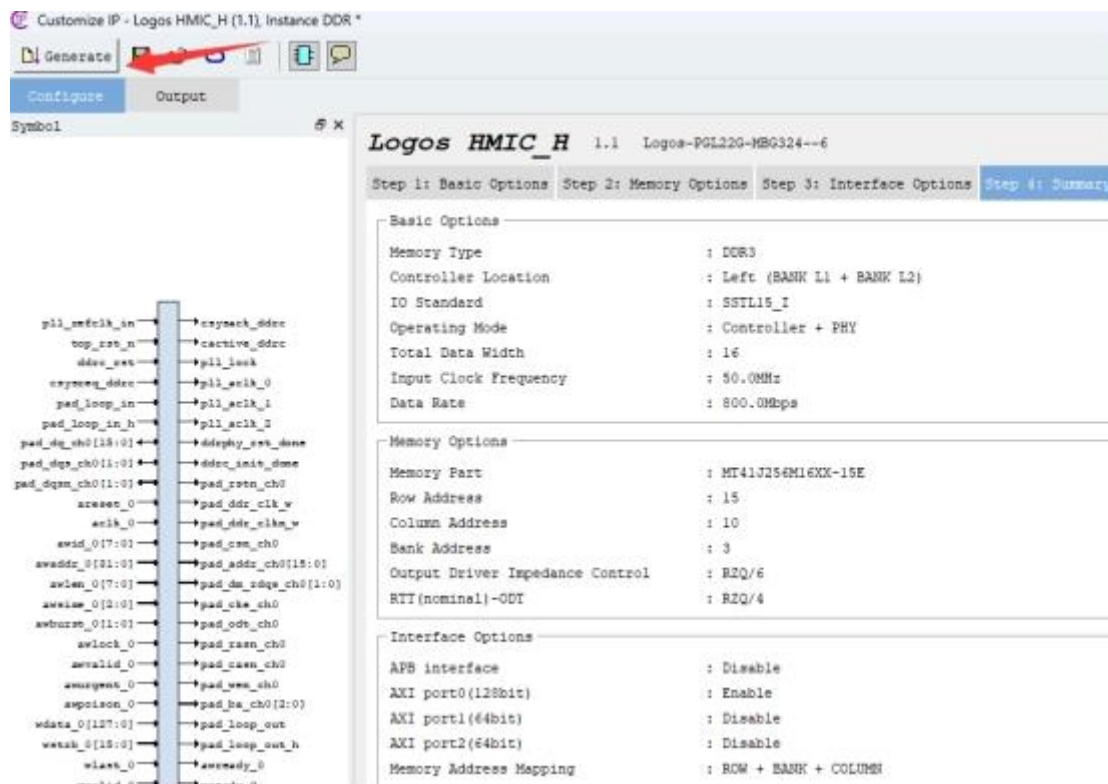 Customize IP - Logos HMIC_H (1.1), Instance DDR *
Generate
Configure Output
Symbol
Logos HMIC_H 1.1 Logos-PGL22G-MBG324--6
Step 1: Basic Options Step 2: Memory Options Step 3: Interface Options Step 4: Summary
Basic Options
Memory Type : DDR3
Controller Location : Left (BANK L1 + BANK L2)
IO Standard : SSTL15_I
Operating Mode : Controller + PHY
Total Data Width : 16
Input Clock Frequency : 50.0MHz
Data Rate : 800.0Mbps
Memory Options
Memory Part : MT41J256M16XX-15E
Row Address : 15
Column Address : 10
Bank Address : 3
Output Driver Impedance Control : RZQ/6
RTT(nominal)-ODT : RZQ/4
Interface Options
APB interface : Disable
AXI port0(128bit) : Enable
AXI port1(64bit) : Disable
AXI port2(64bit) : Disable
Memory Address Mapping : ROW + BANK + COLUMN
pll_refclk_in csysack_ddrc
top_rst_n cactive_ddrc
ddrc_rst pll_lock
csysreq_ddrc pll_aclk_0
pad_loop_in pll_aclk_1
pad_loop_in_h pll_aclk_2
pad_dq_ch0[15:0] ddrphy_rst_done
pad_dqs_ch0[1:0] ddrc_init_done
pad_dqsn_ch0[1:0] pad_rstn_ch0
areset_0 pad_ddr_clk_w
aclk_0 pad_ddr_clkn_w
awid_0[7:0] pad_csn_ch0
awaddr_0[31:0] pad_addr_ch0[15:0]
awlen_0[7:0] pad_dm_rdqs_ch0[1:0]
awsize_0[2:0] pad_cke_ch0
awburst_0[1:0] pad_odt_ch0
awlock_0 pad_rasn_ch0
awvalid_0 pad_casn_ch0
awurgent_0 pad_wen_ch0
awpoison_0 pad_ba_ch0[2:0]
wdata_0[127:0] pad_loop_out
wstrb_0[15:0] pad_loop_out_h
wlast_0 awready_0